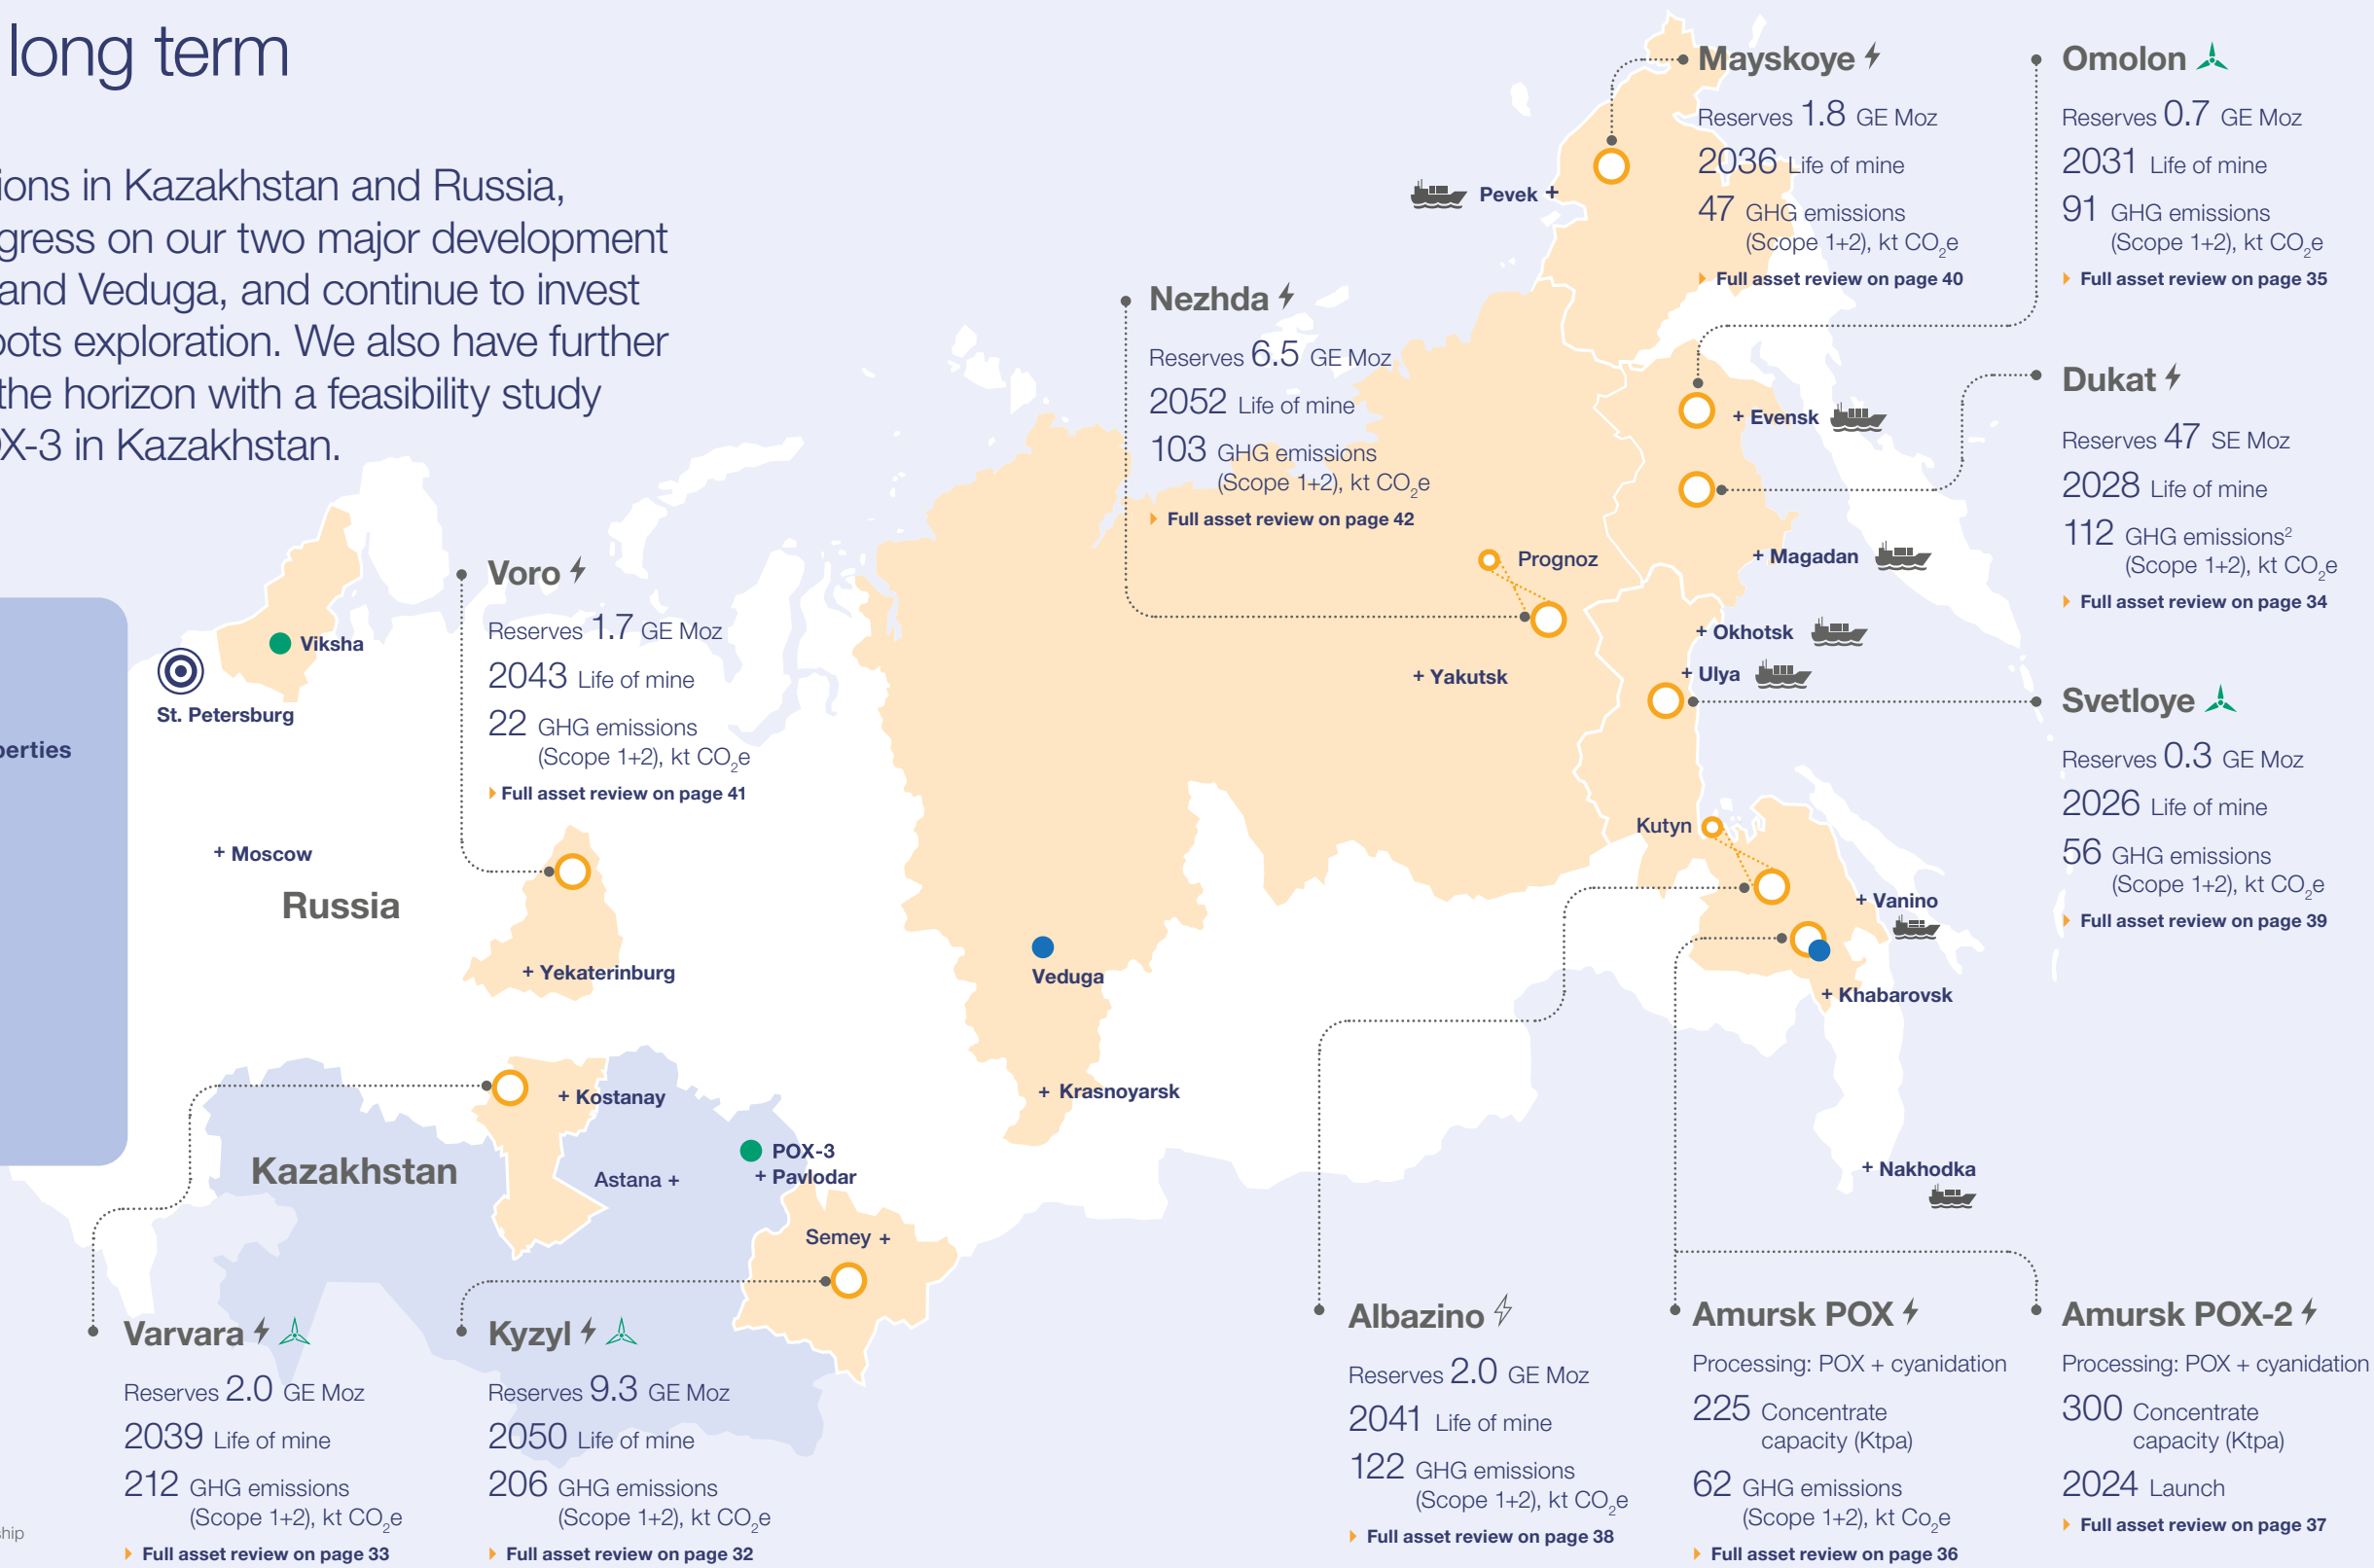 long term
ions in Kazakhstan and Russia,
gress on our two major development
and Veduga, and continue to invest
oots exploration. We also have further
the horizon with a feasibility study
OX-3 in Kazakhstan.
perties
ship
Mayskoye
Reserves 1.8 GE Moz
2036 Life of mine
47 GHG emissions
(Scope 1+2), kt CO₂e
Full asset review on page 40
Omolon
Reserves 0.7 GE Moz
2031 Life of mine
91 GHG emissions
(Scope 1+2), kt CO₂e
Full asset review on page 35
Pevek +
Nezhda
Reserves 6.5 GE Moz
2052 Life of mine
103 GHG emissions
(Scope 1+2), kt CO₂e
Full asset review on page 42
Dukat
Reserves 47 SE Moz
2028 Life of mine
112 GHG emissions²
(Scope 1+2), kt CO₂e
Full asset review on page 34
+ Evensk
+ Magadan
Prognoz
+ Okhotsk
+ Ulya
+ Yakutsk
Voro
Reserves 1.7 GE Moz
2043 Life of mine
22 GHG emissions
(Scope 1+2), kt CO₂e
Full asset review on page 41
Viksha
St. Petersburg
+ Moscow
Russia
+ Yekaterinburg
Svetloye
Reserves 0.3 GE Moz
2026 Life of mine
56 GHG emissions
(Scope 1+2), kt CO₂e
Full asset review on page 39
Kutyn
+ Vanino
Veduga
+ Khabarovsk
+ Krasnoyarsk
+ Kostanay
POX-3
+ Pavlodar
Kazakhstan
Astana +
Semey +
+ Nakhodka
Varvara
Reserves 2.0 GE Moz
2039 Life of mine
212 GHG emissions
(Scope 1+2), kt CO₂e
Full asset review on page 33
Kyzyl
Reserves 9.3 GE Moz
2050 Life of mine
206 GHG emissions
(Scope 1+2), kt CO₂e
Full asset review on page 32
Albazino
Reserves 2.0 GE Moz
2041 Life of mine
122 GHG emissions
(Scope 1+2), kt CO₂e
Full asset review on page 38
Amursk POX
Processing: POX + cyanidation
225 Concentrate
capacity (Ktpa)
62 GHG emissions
(Scope 1+2), kt Co₂e
Full asset review on page 36
Amursk POX-2
Processing: POX + cyanidation
300 Concentrate
capacity (Ktpa)
2024 Launch
Full asset review on page 37